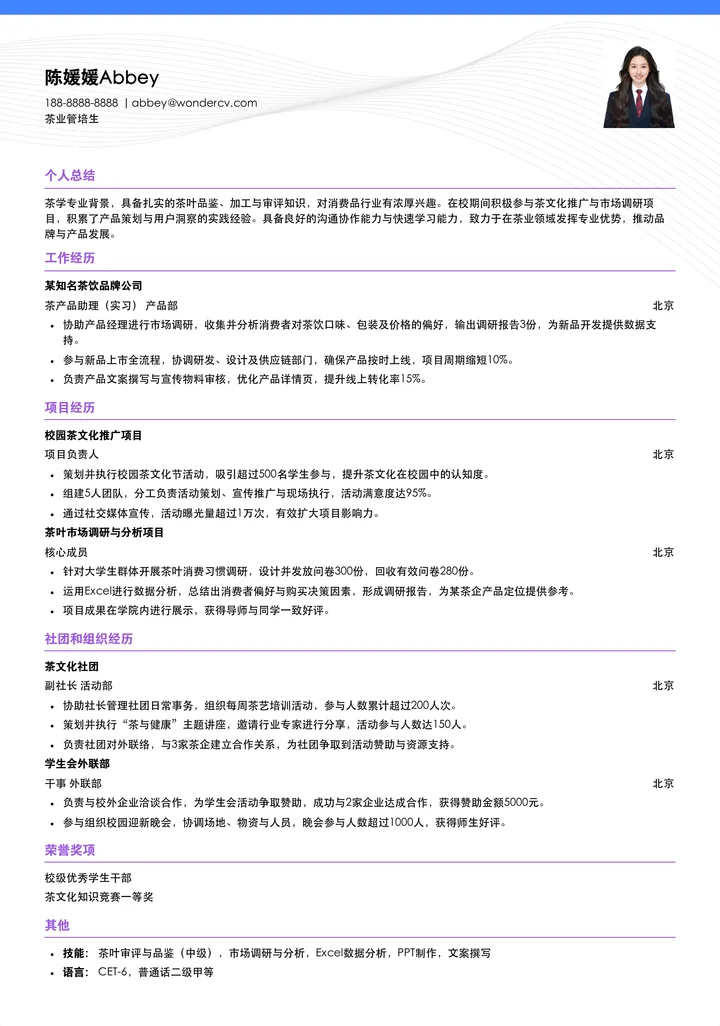 陈媛媛Abbey
188-8888-8888 | abbey@wondercv.com
茶业管培生
个人总结
茶学专业背景，具备扎实的茶叶品鉴、加工与审评知识，对消费品行业有浓厚兴趣。在校期间积极参与茶文化推广与市场调研项
目，积累了产品策划与用户洞察的实践经验。具备良好的沟通协作能力与快速学习能力，致力于在茶业领域发挥专业优势，推动品
牌与产品发展。
工作经历
某知名茶饮品牌公司
茶产品助理（实习） 产品部 北京
• 协助产品经理进行市场调研，收集并分析消费者对茶饮口味、包装及价格的偏好，输出调研报告3份，为新品开发提供数据支
持。
• 参与新品上市全流程，协调研发、设计及供应链部门，确保产品按时上线，项目周期缩短10%。
• 负责产品文案撰写与宣传物料审核，优化产品详情页，提升线上转化率15%。
项目经历
校园茶文化推广项目
项目负责人 北京
• 策划并执行校园茶文化节活动，吸引超过500名学生参与，提升茶文化在校园中的认知度。
• 组建5人团队，分工负责活动策划、宣传推广与现场执行，活动满意度达95%。
• 通过社交媒体宣传，活动曝光量超过1万次，有效扩大项目影响力。
茶叶市场调研与分析项目
核心成员 北京
• 针对大学生群体开展茶叶消费习惯调研，设计并发放问卷300份，回收有效问卷280份。
• 运用Excel进行数据分析，总结出消费者偏好与购买决策因素，形成调研报告，为某茶企产品定位提供参考。
• 项目成果在学院内进行展示，获得导师与同学一致好评。
社团和组织经历
茶文化社团
副社长 活动部 北京
• 协助社长管理社团日常事务，组织每周茶艺培训活动，参与人数累计超过200人次。
• 策划并执行“茶与健康”主题讲座，邀请行业专家进行分享，活动参与人数达150人。
• 负责社团对外联络，与3家茶企建立合作关系，为社团争取到活动赞助与资源支持。
学生会外联部
干事 外联部 北京
• 负责与校外企业洽谈合作，为学生会活动争取赞助，成功与2家企业达成合作，获得赞助金额5000元。
• 参与组织校园迎新晚会，协调场地、物资与人员，晚会参与人数超过1000人，获得师生好评。
荣誉奖项
校级优秀学生干部
茶文化知识竞赛一等奖
其他
• 技能： 茶叶审评与品鉴（中级），市场调研与分析，Excel数据分析，PPT制作，文案撰写
• 语言： CET-6，普通话二级甲等